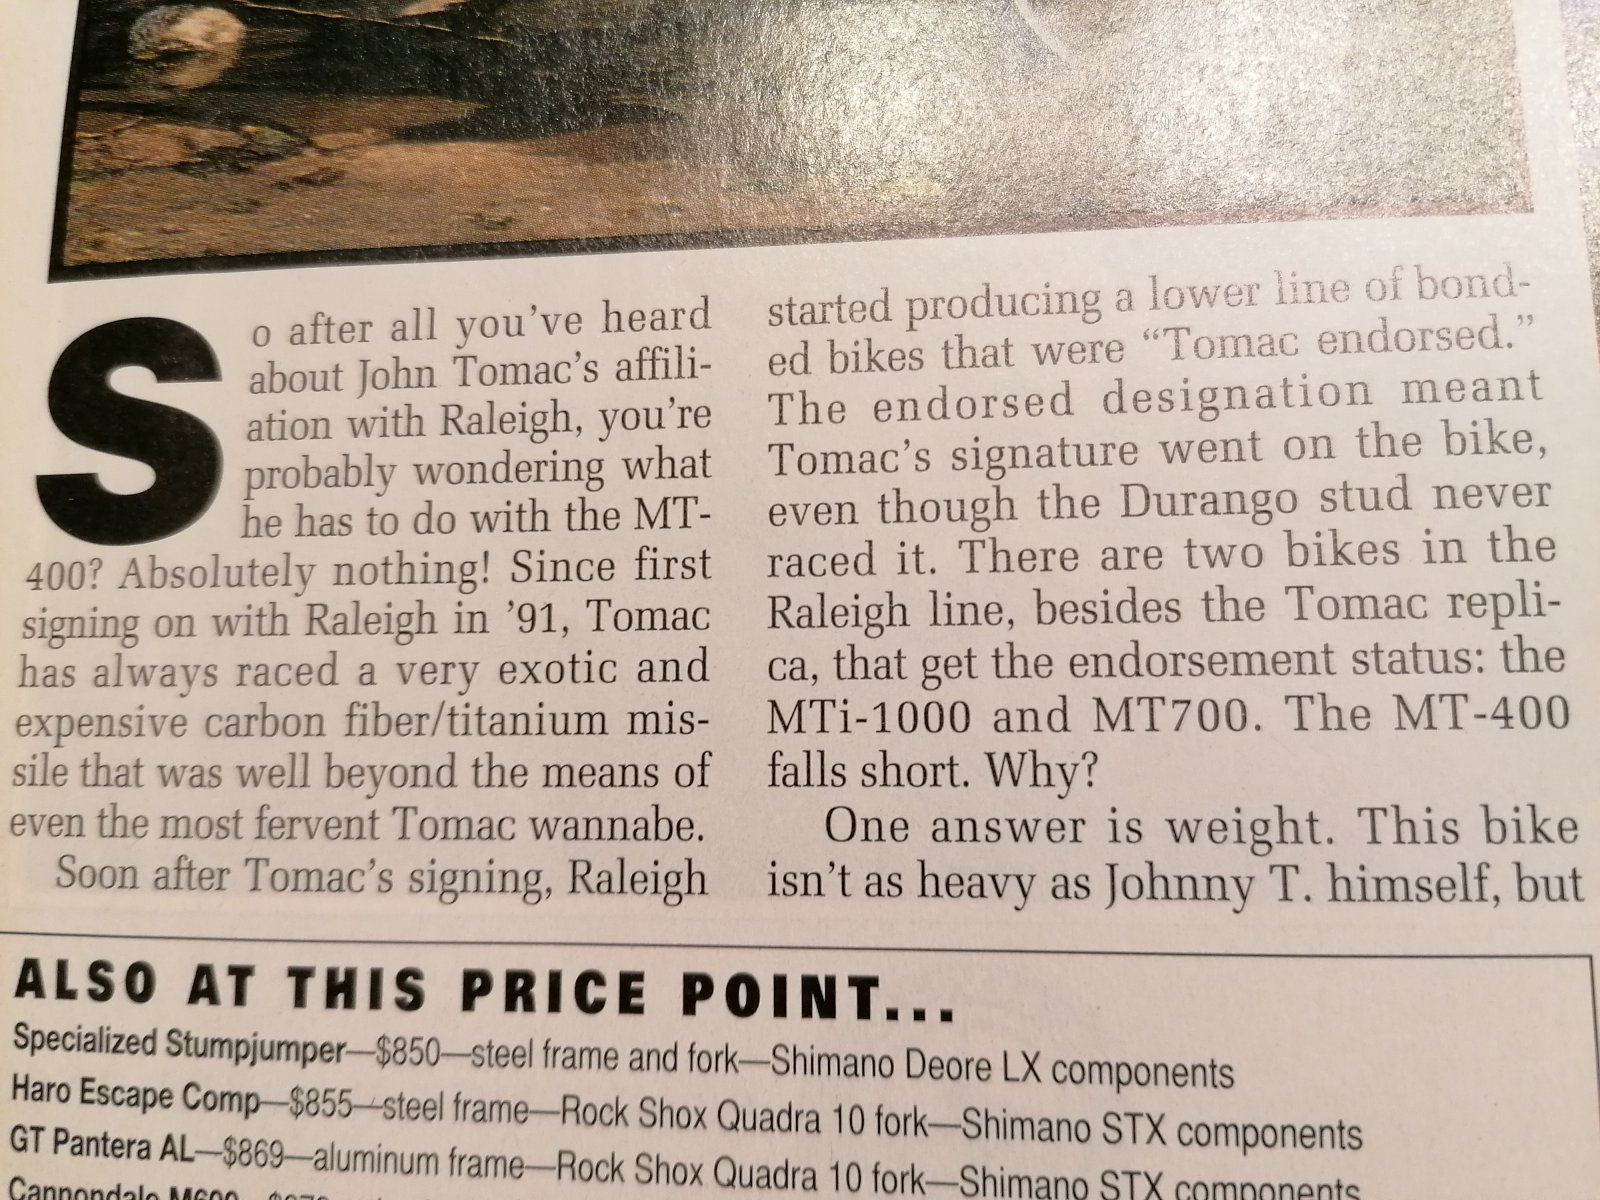 So after all you've heard
about John Tomac's affili-
ation with Raleigh, you're
probably wondering what
he has to do with the MT-
400? Absolutely nothing! Since first
signing on with Raleigh in '91, Tomac
has always raced a very exotic and
expensive carbon fiber/titanium mis-
sile that was well beyond the means of
even the most fervent Tomac wannabe.
Soon after Tomac's signing, Raleigh
started producing a lower line of bond-
ed bikes that were “Tomac endorsed.”
The endorsed designation meant
Tomac's signature went on the bike,
even though the Durango stud never
raced it. There are two bikes in the
Raleigh line, besides the Tomac repli-
ca, that get the endorsement status: the
MTi-1000 and MT700. The MT-400
falls short. Why?
One answer is weight. This bike
isn't as heavy as Johnny T. himself, but
ALSO AT THIS PRICE POINT...
Specialized Stumpjumper—$850—steel frame and fork—Shimano Deore LX components
Haro Escape Comp—$855—steel frame—Rock Shox Quadra 10 fork—Shimano STX components
GT Pantera AL—$869—aluminum frame—Rock Shox Quadra 10 fork—Shimano STX components
Cannondale M600